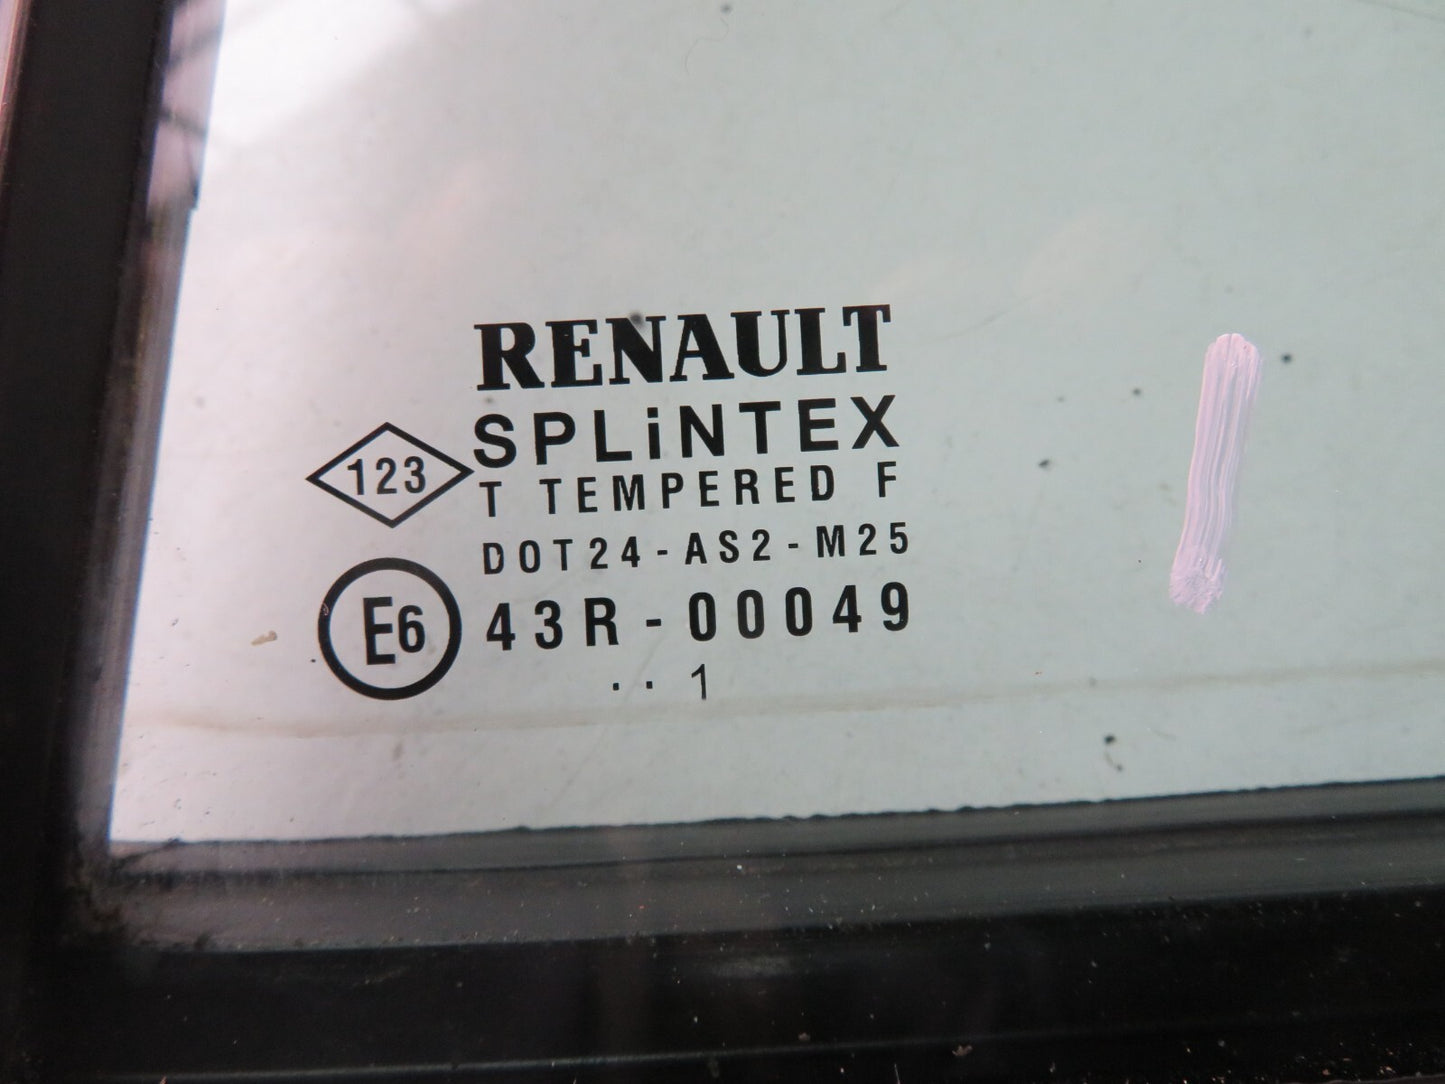 RENAULT
SPLiNTEX
123
T TEMPERED F
DOT24-AS2-M25
E6
43R-00049
..1